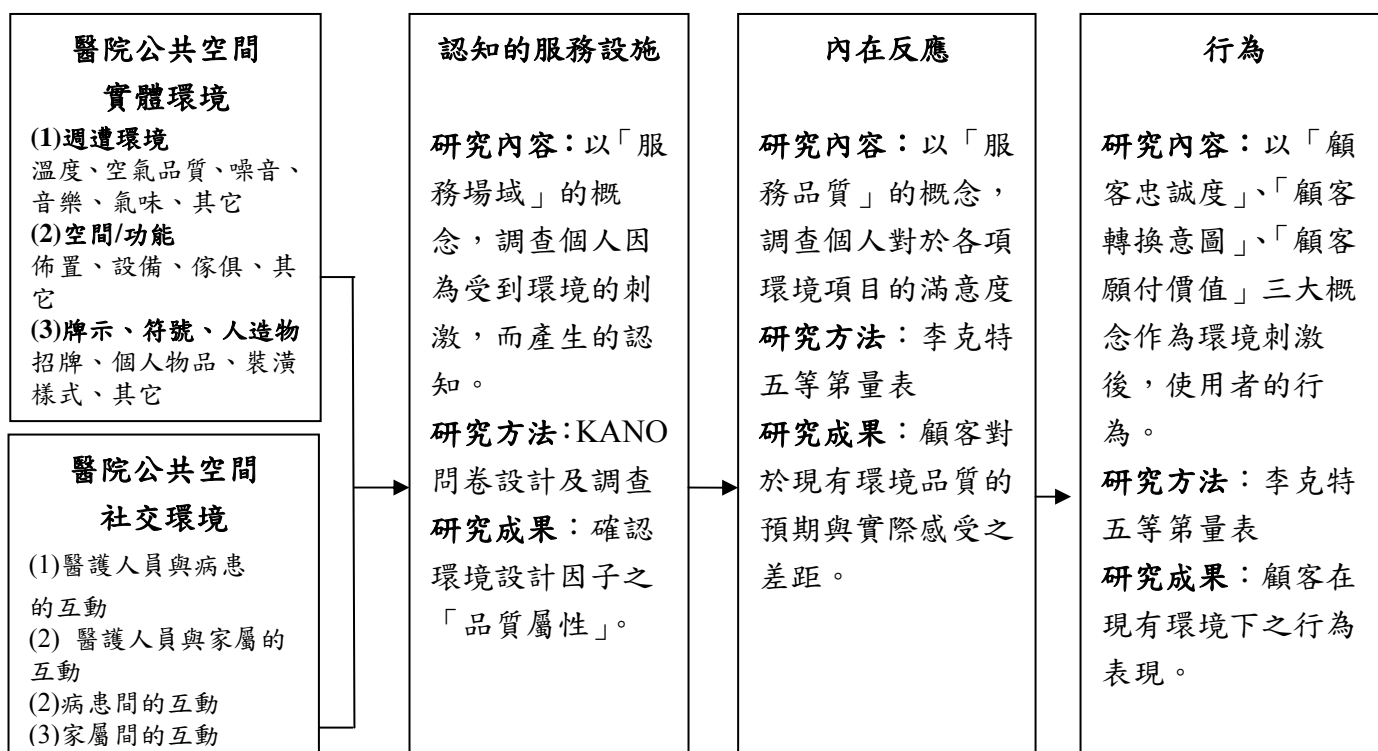 醫院公共空間
實體環境
(1)週遭環境
溫度、空氣品質、噪音、
音樂、氣味、其它
(2)空間/功能
佈置、設備、傢俱、其
它
(3)牌示、符號、人造物
招牌、個人物品、裝潢
樣式、其它
醫院公共空間
社交環境
(1)醫護人員與病患
的互動
(2) 醫護人員與家屬的
互動
(2)病患間的互動
(3)家屬間的互動
認知的服務設施
研究內容：以「服
務場域」的概
念，調查個人因
為受到環境的刺
激，而產生的認
知。
研究方法：KANO
問卷設計及調查
研究成果：確認
環境設計因子之
「品質屬性」。
內在反應
研究內容：以「服
務品質」的概念，
調查個人對於各項
環境項目的滿意度
研究方法：李克特
五等第量表
研究成果：顧客對
於現有環境品質的
預期與實際感受之
差距。
行為
研究內容：以「顧
客忠誠度」、「顧客
轉換意圖」、「顧客
願付價值」三大概
念作為環境刺激
後，使用者的行
為。
研究方法：李克特
五等第量表
研究成果：顧客在
現有環境下之行為
表現。